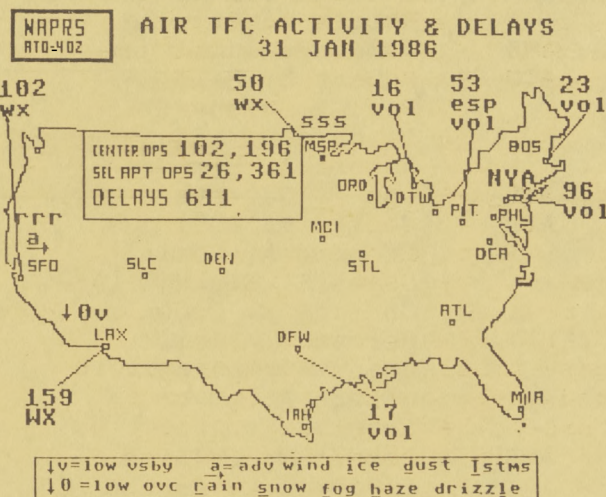 NAPRS
ATO-402
AIR TFC ACTIVITY & DELAYS
31 JAN 1986
102
wx
50
wx
16
vol
53
esp
vol
23
vol
sss
CENTER OPS 102,196
SEL APT OPS 26,361
DELAYS 611
MSP
BOS
ORD
DTW
NYA
PIT
PHL
96
vol
rrr
a
SFO
SLC
DEN
MCI
STL
DCA
↓0v
LAX
DFW
ATL
159
WX
IAH
17
vol
MIA
↓v=low vsby a=adv wind ice dust Tstms
↓0=low ovc rain snow fog haze drizzle